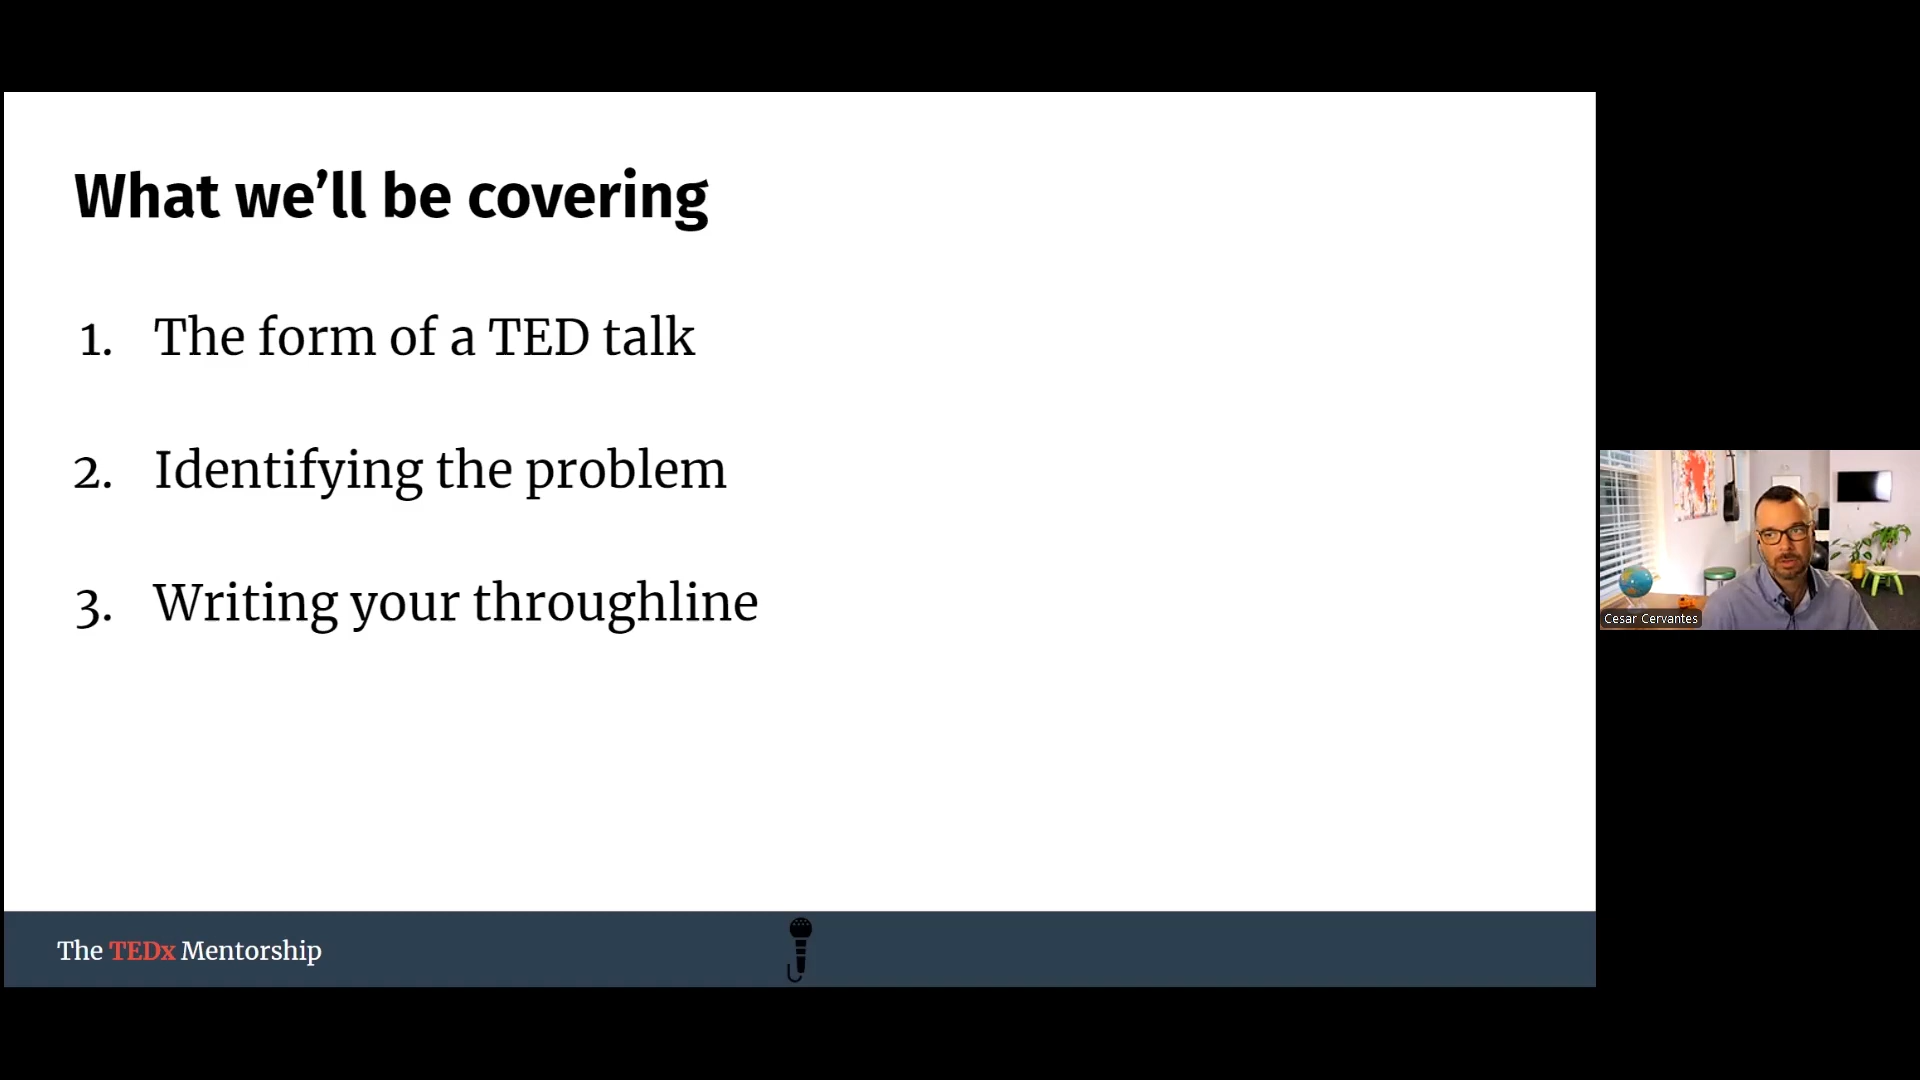 What we’ll be covering
1. The form of a TED talk
2. Identifying the problem
3. Writing your throughline
Cesar Cervantes
The TEDx Mentorship